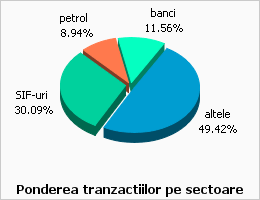 petrol
8.94%
banci
11.56%
SIF-uri
30.09%
altele
49.42%
Ponderea tranzactiilor pe sectoare